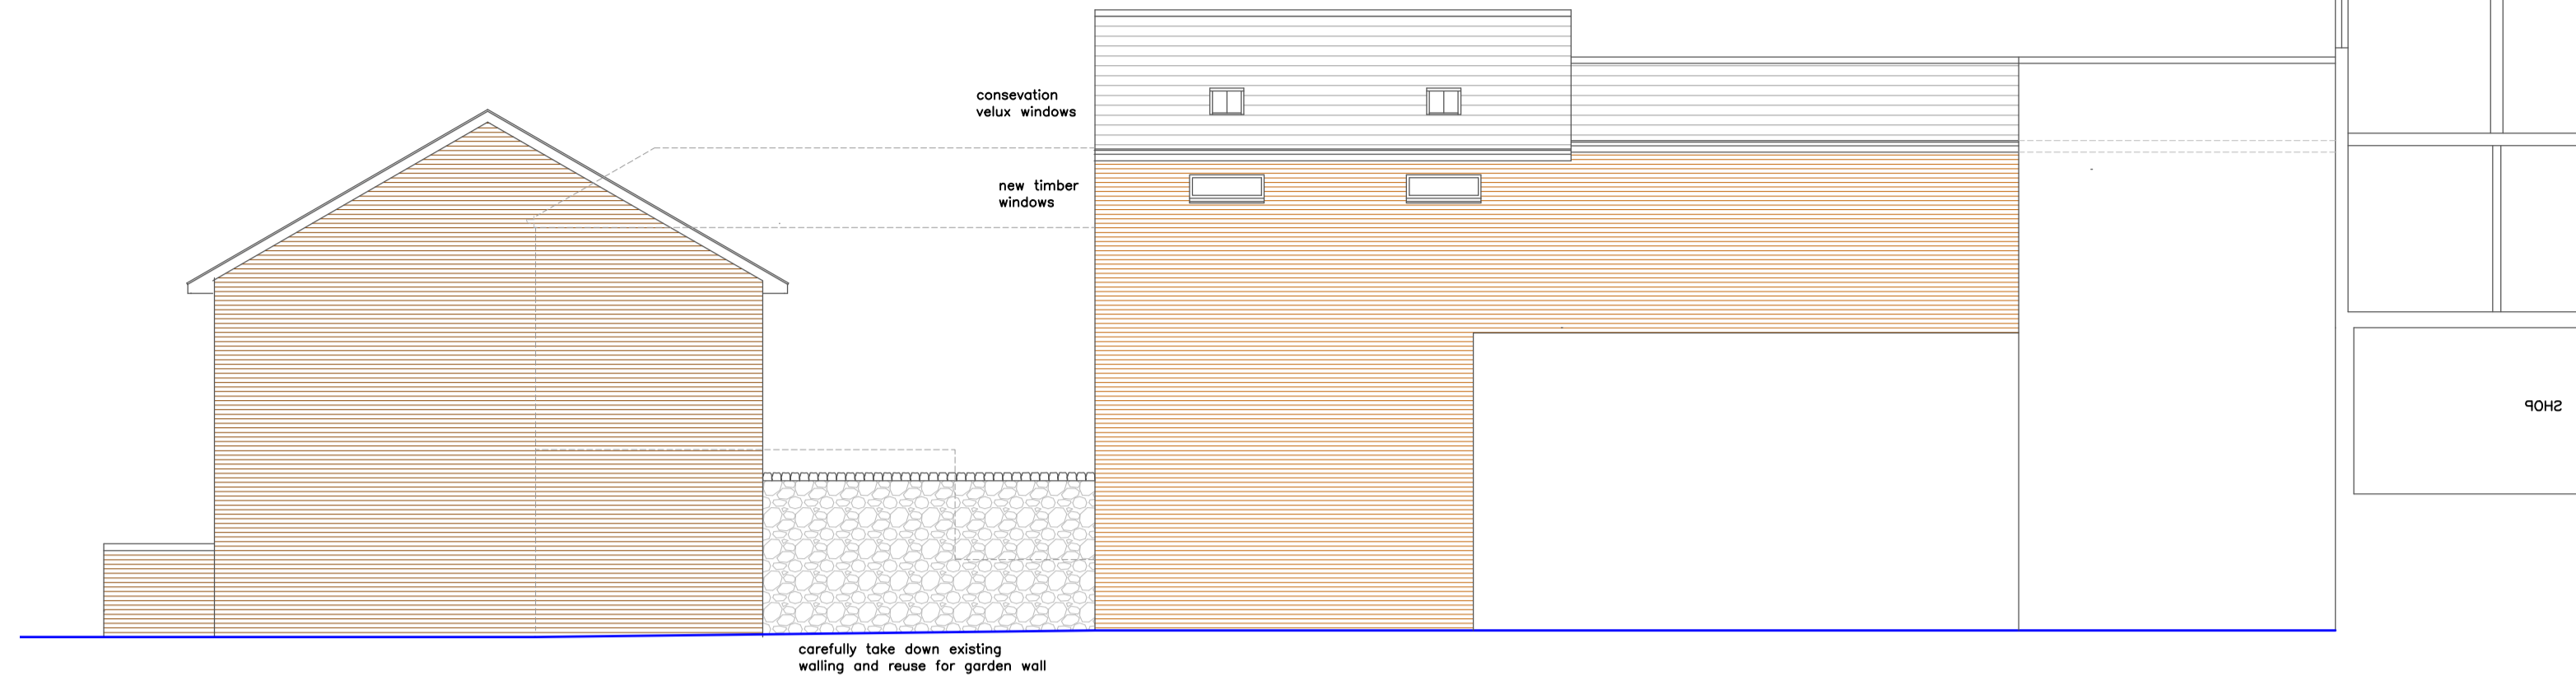 consevation
velux windows
new timber
windows
SHOP
carefully take down existing
walling and reuse for garden wall